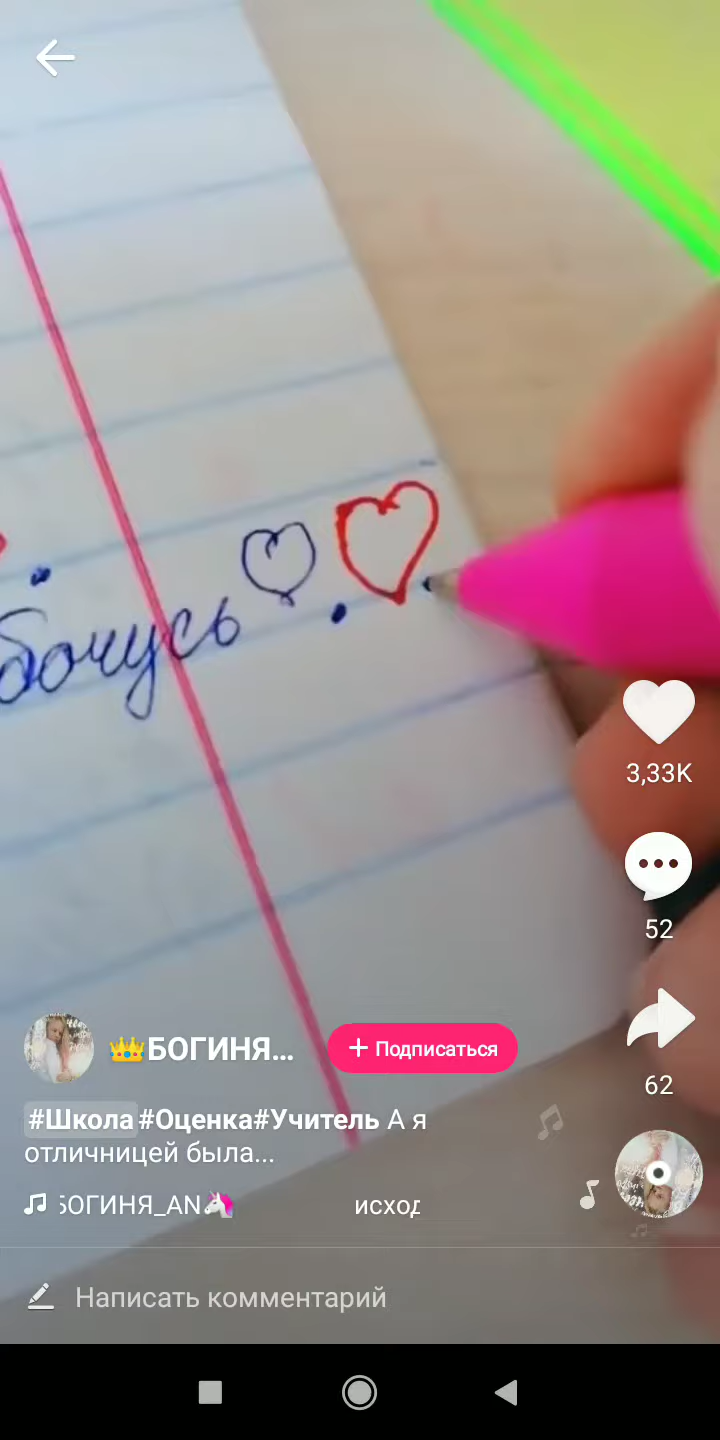 бочусь
3,33K
52
👑БОГИНЯ...
+ Подписаться
62
#Школа #Оценка#Учитель А я
отличницей была...
БОГИНЯ_AN🦄 исход
Написать комментарий